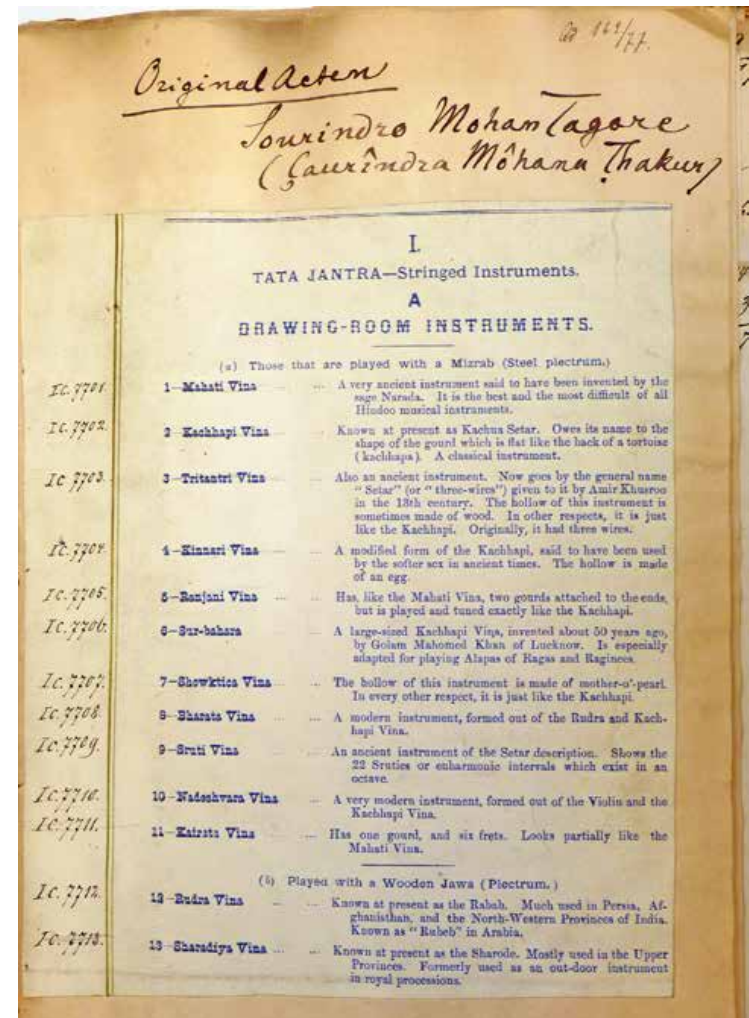 162/77.
Original Acten
Sourindro Mohan Tagore
(Çaurîndra Môhana Ṭhakur)
I.
TATA JANTRA—Stringed Instruments.
A
DRAWING-ROOM INSTRUMENTS.
(a) Those that are played with a Mizrab (Steel plectrum.)
Ic. 7701. 1—Mahati Vina ... ... A very ancient instrument said to have been invented by the
sage Narada. It is the best and the most difficult of all
Hindoo musical instruments.
Ic. 7702. 2 Kachhapi Vina ... Known at present as Kachua Setar. Owes its name to the
shape of the gourd which is flat like the back of a tortoise
(kachhapa). A classical instrument.
Ic 7703. 3—Tritantri Vina ... Also an ancient instrument. Now goes by the general name
"Setar" (or "three-wires") given to it by Amir Khusroo
in the 13th century. The hollow of this instrument is
sometimes made of wood. In other respects, it is just
like the Kachhapi. Originally, it had three wires.
Ic. 7704. 4—Kinnari Vina ... A modified form of the Kachhapi, said to have been used
by the softer sex in ancient times. The hollow is made
of an egg.
Ic. 7705. 5—Ranjani Vina ... ... Has, like the Mahati Vina, two gourds attached to the ends,
but is played and tuned exactly like the Kachhapi.
Ic. 7706. 6—Sur-bahara ... A large-sized Kachhapi Vina, invented about 50 years ago,
by Golam Mahomed Khan of Lucknow. Is especially
adapted for playing Alapas of Ragas and Raginees
Ic. 7707. 7—Showktica Vina ... The hollow of this instrument is made of mother-o'-pearl.
In every other respect, it is just like the Kachhapi.
Ic. 7708. 8—Bharata Vina ... A modern instrument, formed out of the Rudra and Kach-
hapi Vina.
Ic. 7709. 9—Sruti Vina ... An ancient instrument of the Setar description. Shows the
22 Sruties or enharmonic intervals which exist in an
octave.
Ic. 7710. 10—Nadeshwara Vina ... A very modern instrument, formed out of the Violin and the
Kachhapi Vina.
Ic. 7711. 11—Kairata Vina ... Has one gourd, and six frets. Looks partially like the
Mahati Vina.
(b) Played with a Wooden Jawa (Plectrum.)
Ic. 7712. 12—Rudra Vina ... ... Known at present as the Rabab. Much used in Persia, Af-
ghanisthan, and the North-Western Provinces of India.
Known as "Rubeb" in Arabia.
Ic. 7713. 13—Sharadiya Vina ... ... Known at present as the Sharode. Mostly used in the Upper
Provinces. Formerly used as an out-door instrument
in royal processions.